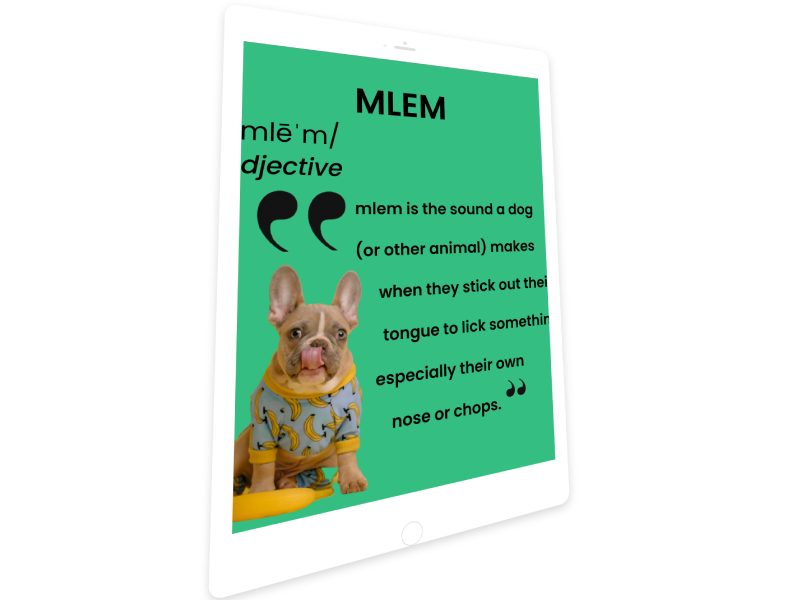 MLEM
mlēˈm/
djective
mlem is the sound a dog
(or other animal) makes
when they stick out thei
tongue to lick somethin
especially their own
nose or chops.